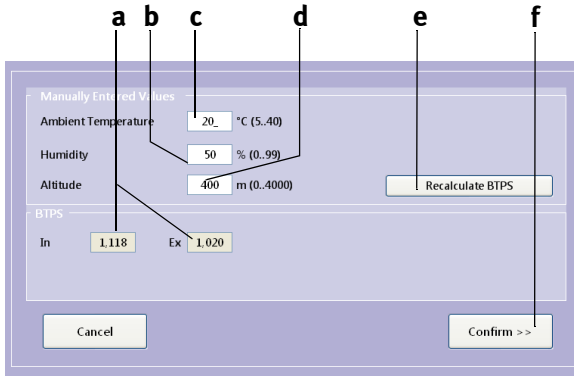 a b c d e f
Manually Entered Values
Ambient Temperature 20_ °C (5..40)
Humidity 50 % (0..99)
Altitude 400 m (0..4000) Recalculate BTPS
BTPS
In 1,118 Ex 1,020
Cancel Confirm >>